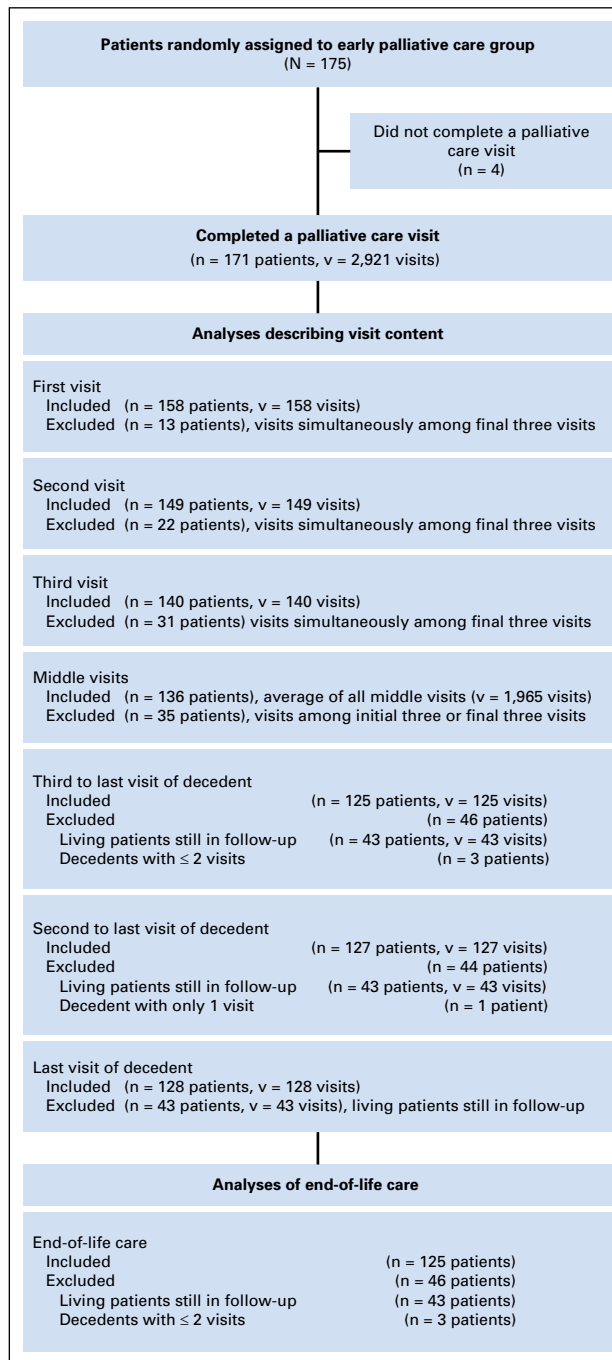 Patients randomly assigned to early palliative care group
(N = 175)
Did not complete a palliative
care visit
(n = 4)
Completed a palliative care visit
(n = 171 patients, v = 2,921 visits)
Analyses describing visit content
First visit
Included (n = 158 patients, v = 158 visits)
Excluded (n = 13 patients), visits simultaneously among final three visits
Second visit
Included (n = 149 patients, v = 149 visits)
Excluded (n = 22 patients), visits simultaneously among final three visits
Third visit
Included (n = 140 patients, v = 140 visits)
Excluded (n = 31 patients) visits simultaneously among final three visits
Middle visits
Included (n = 136 patients), average of all middle visits (v = 1,965 visits)
Excluded (n = 35 patients), visits among initial three or final three visits
Third to last visit of decedent
Included (n = 125 patients, v = 125 visits)
Excluded (n = 46 patients)
Living patients still in follow-up (n = 43 patients, v = 43 visits)
Decedents with ≤ 2 visits (n = 3 patients)
Second to last visit of decedent
Included (n = 127 patients, v = 127 visits)
Excluded (n = 44 patients)
Living patients still in follow-up (n = 43 patients, v = 43 visits)
Decedent with only 1 visit (n = 1 patient)
Last visit of decedent
Included (n = 128 patients, v = 128 visits)
Excluded (n = 43 patients, v = 43 visits), living patients still in follow-up
Analyses of end-of-life care
End-of-life care
Included (n = 125 patients)
Excluded (n = 46 patients)
Living patients still in follow-up (n = 43 patients)
Decedents with ≤ 2 visits (n = 3 patients)